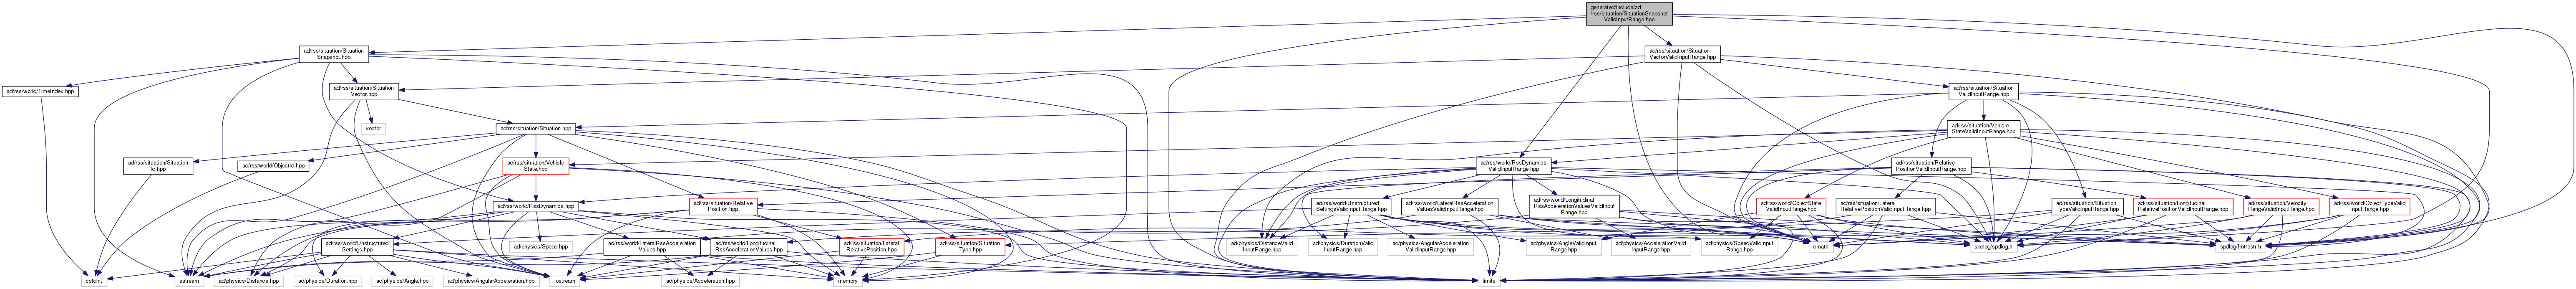 generated/include/ad
/rss/situation/SituationSnapshot
ValidInputRange.hpp
ad/rss/situation/Situation
Snapshot.hpp
ad/rss/situation/Situation
VectorValidInputRange.hpp
ad/rss/world/TimeIndex.hpp
ad/rss/situation/Situation
Vector.hpp
ad/rss/situation/Situation
ValidInputRange.hpp
vector
ad/rss/situation/Situation.hpp
ad/rss/situation/Vehicle
StateValidInputRange.hpp
ad/rss/situation/Situation
Id.hpp
ad/rss/world/ObjectId.hpp
ad/rss/situation/Vehicle
State.hpp
ad/rss/world/RssDynamics
ValidInputRange.hpp
ad/rss/situation/Relative
PositionValidInputRange.hpp
ad/rss/world/RssDynamics.hpp
ad/rss/situation/Relative
Position.hpp
ad/rss/world/Unstructured
SettingsValidInputRange.hpp
ad/rss/world/LateralRssAcceleration
ValuesValidInputRange.hpp
ad/rss/world/Longitudinal
RssAccelerationValuesValidInput
Range.hpp
ad/rss/world/ObjectState
ValidInputRange.hpp
ad/rss/situation/Lateral
RelativePositionValidInputRange.hpp
ad/rss/situation/Situation
TypeValidInputRange.hpp
ad/rss/situation/Longitudinal
RelativePositionValidInputRange.hpp
ad/rss/situation/Velocity
RangeValidInputRange.hpp
ad/rss/world/ObjectTypeValid
InputRange.hpp
ad/rss/world/Unstructured
Settings.hpp
ad/physics/Speed.hpp
ad/rss/world/LateralRssAcceleration
Values.hpp
ad/rss/world/Longitudinal
RssAccelerationValues.hpp
ad/rss/situation/Lateral
RelativePosition.hpp
ad/rss/situation/Situation
Type.hpp
ad/physics/DistanceValid
InputRange.hpp
ad/physics/DurationValid
InputRange.hpp
ad/physics/AngularAcceleration
ValidInputRange.hpp
ad/physics/AngleValidInput
Range.hpp
ad/physics/AccelerationValid
InputRange.hpp
ad/physics/SpeedValidInput
Range.hpp
cmath
spdlog/spdlog.h
spdlog/fmt/ostr.h
cstdint
sstream
ad/physics/Distance.hpp
ad/physics/Duration.hpp
ad/physics/Angle.hpp
ad/physics/AngularAcceleration.hpp
iostream
ad/physics/Acceleration.hpp
memory
limits